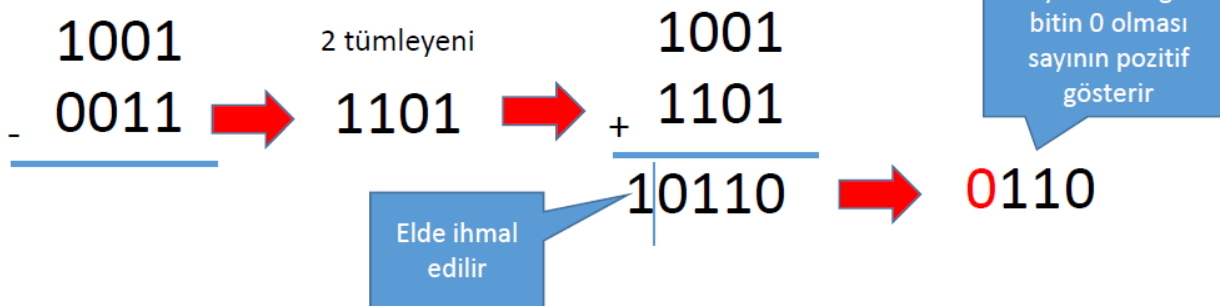 1001
- 0011
2 tümleyeni
1101
1001
+ 1101
10110
Elde ihmal
edilir
bitin 0 olması
sayının pozitif
gösterir
0110